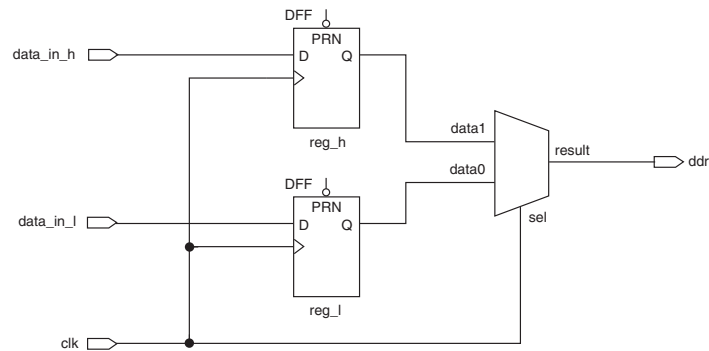 DFF
PRN
data_in_h
D Q
reg_h
data1
result
ddr
data0
DFF
PRN
data_in_l
D Q
sel
reg_l
clk